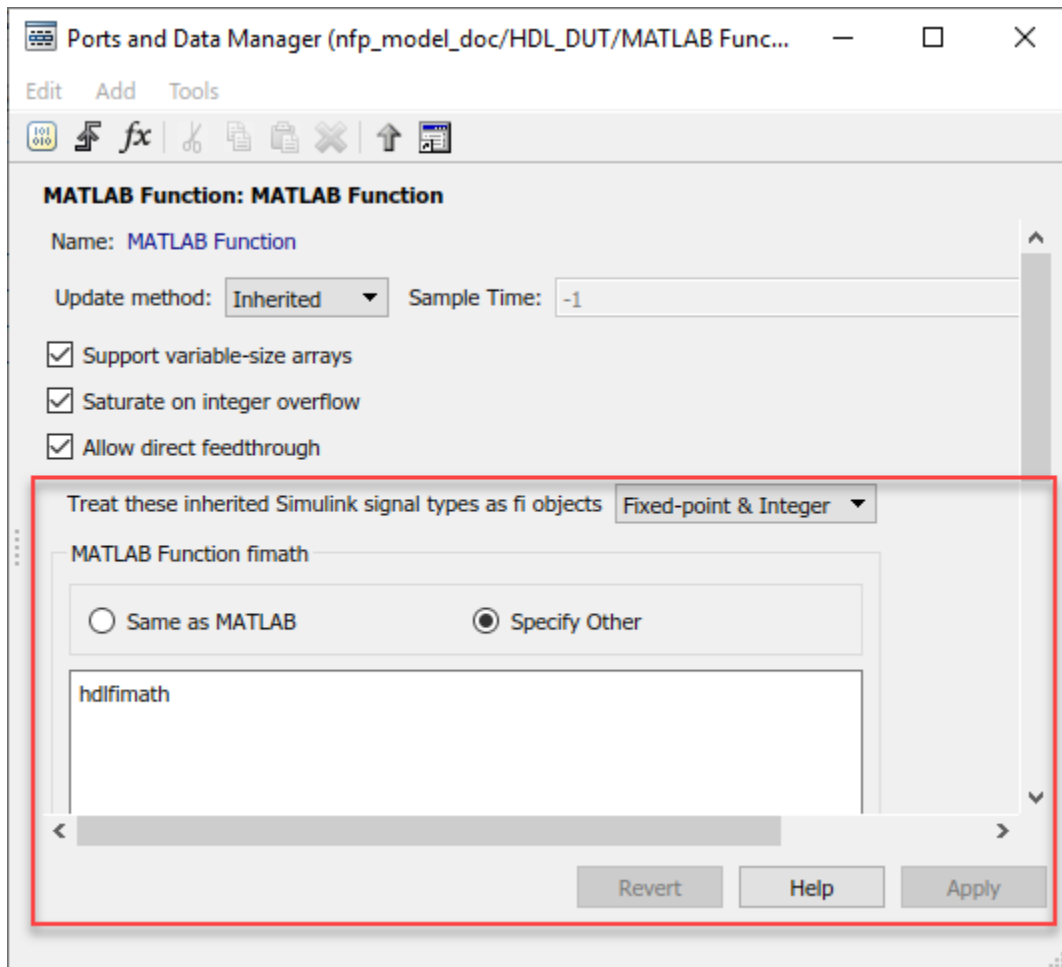 Ports and Data Manager (nfp_model_doc/HDL_DUT/MATLAB Func...
Edit Add Tools
101 010 fx
MATLAB Function: MATLAB Function
Name: MATLAB Function
Update method: Inherited Sample Time: -1
Support variable-size arrays
Saturate on integer overflow
Allow direct feedthrough
Treat these inherited Simulink signal types as fi objects Fixed-point & Integer
MATLAB Function fimath
Same as MATLAB Specify Other
hdlfimath
Revert Help Apply